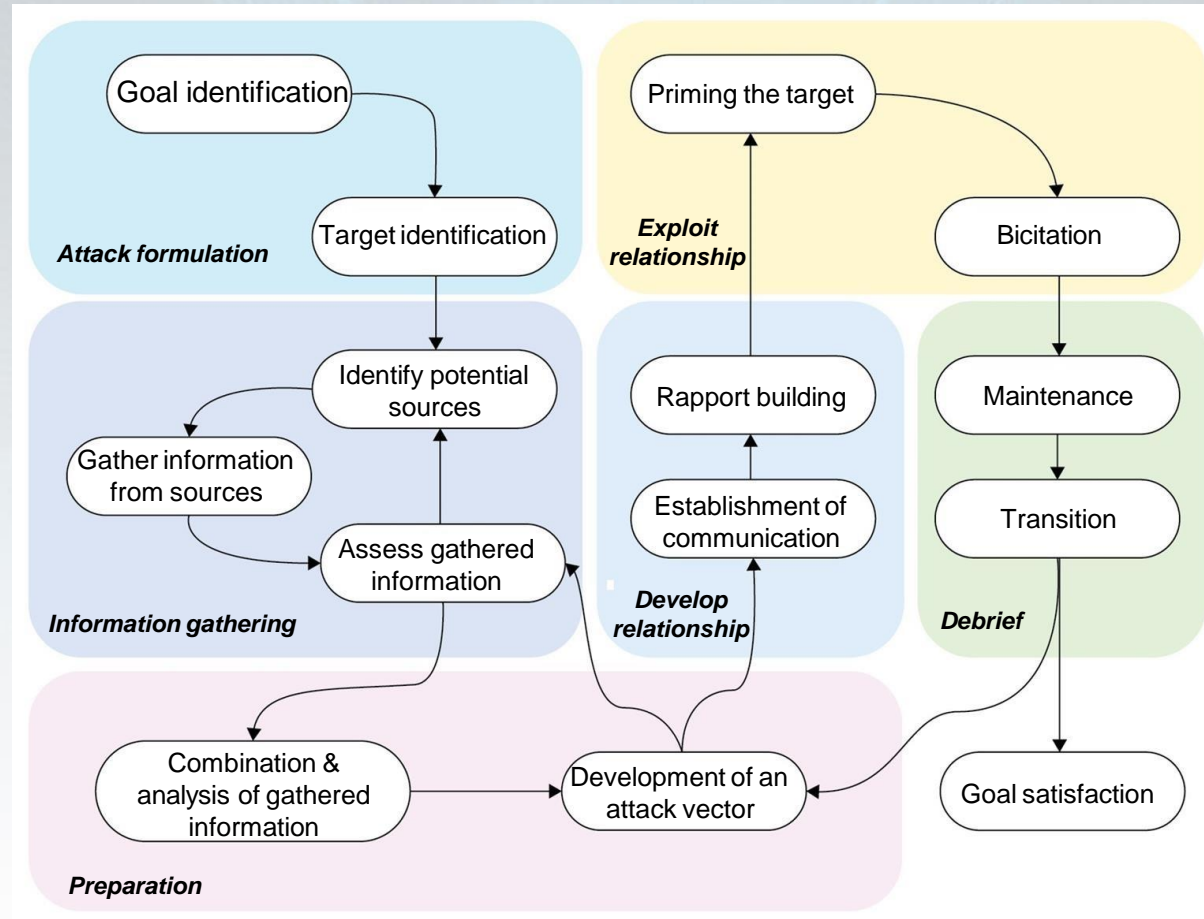 Goal identification
Target identification
Attack formulation
Identify potential
sources
Gather information
from sources
Assess gathered
information
Information gathering
Combination &
analysis of gathered
information
Development of an
attack vector
Preparation
Establishment of
communication
Rapport building
Develop
relationship
Priming the target
Bicitation
Exploit
relationship
Maintenance
Transition
Debrief
Goal satisfaction